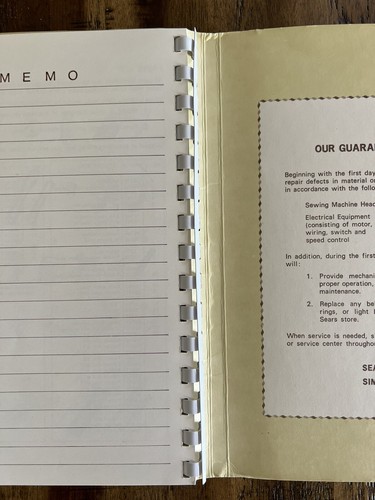 MEMO
OUR GUARA
Beginning with the first day
repair defects in material or
in accordance with the follo
Sewing Machine Head
Electrical Equipment
(consisting of motor,
wiring, switch and
speed control
In addition, during the first
will:
1. Provide mechani
proper operation,
maintenance.
2. Replace any be
rings, or light b
Sears store.
When service is needed, s
or service center throughou
SEA
SIM